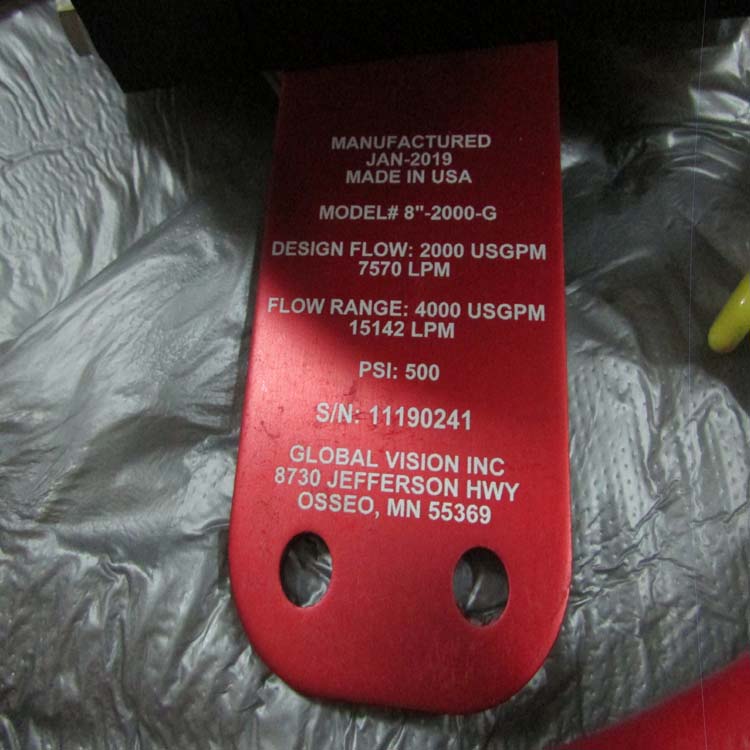 MANUFACTURED
JAN-2019
MADE IN USA
MODEL# 8"-2000-G
DESIGN FLOW: 2000 USGPM
7570 LPM
FLOW RANGE: 4000 USGPM
15142 LPM
PSI: 500
S/N: 11190241
GLOBAL VISION INC
8730 JEFFERSON HWY
OSSEO, MN 55369